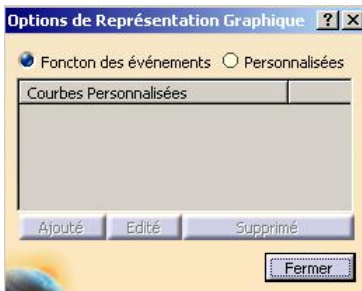 Options de Représentation Graphique ? X
Foncton des événements Personnalisées
Courbes Personnalisées
Ajouté Edité Supprimé
Fermer